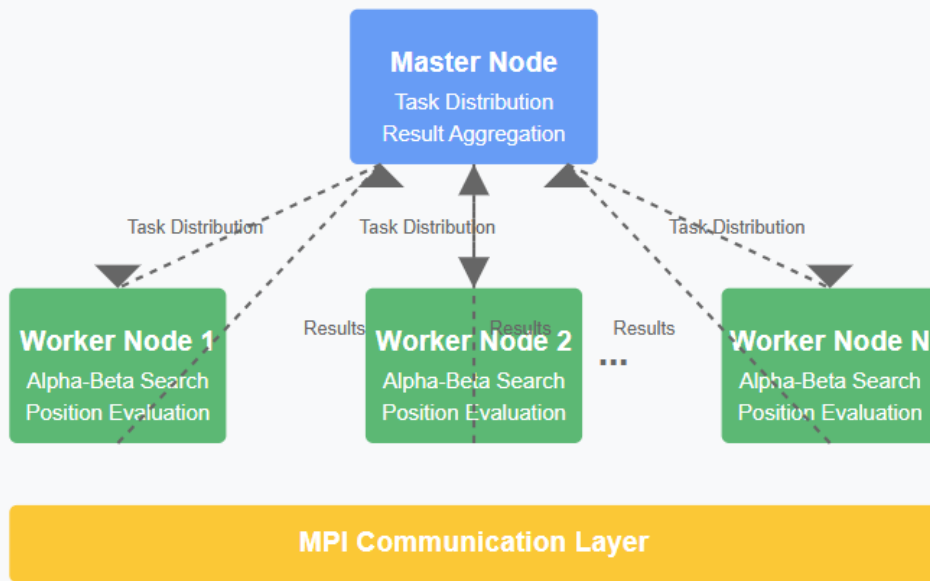 Master Node
Task Distribution
Result Aggregation
Task Distribution
Task Distribution
Task Distribution
Results
Results
Results
Worker Node 1
Alpha-Beta Search
Position Evaluation
Worker Node 2
Alpha-Beta Search
Position Evaluation
...
Worker Node N
Alpha-Beta Search
Position Evaluation
MPI Communication Layer